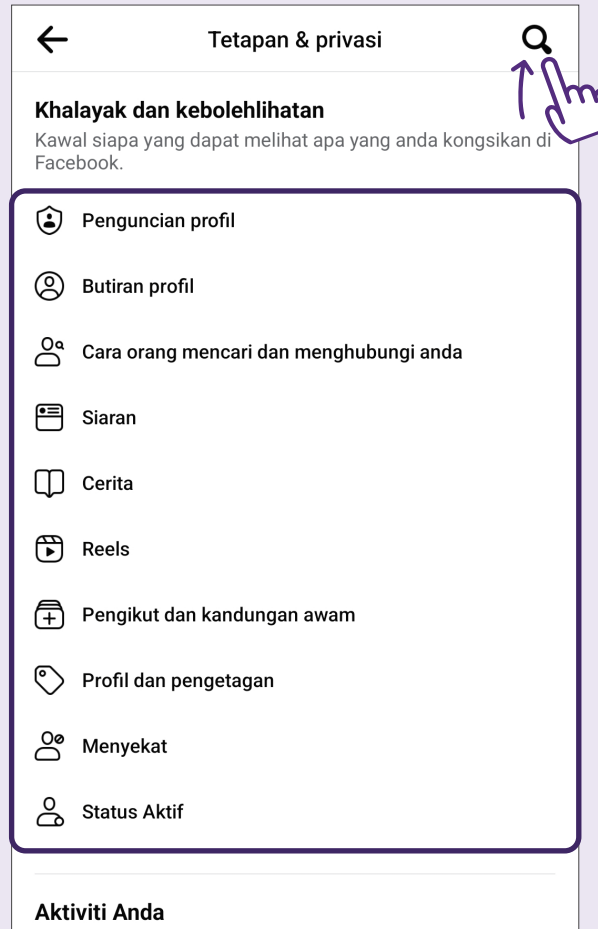 Tetapan & privasi
Khalayak dan kebolehlihatan
Kawal siapa yang dapat melihat apa yang anda kongsikan di
Facebook.
Penguncian profil
Butiran profil
Cara orang mencari dan menghubungi anda
Siaran
Cerita
Reels
Pengikut dan kandungan awam
Profil dan pengetagan
Menyekat
Status Aktif
Aktiviti Anda